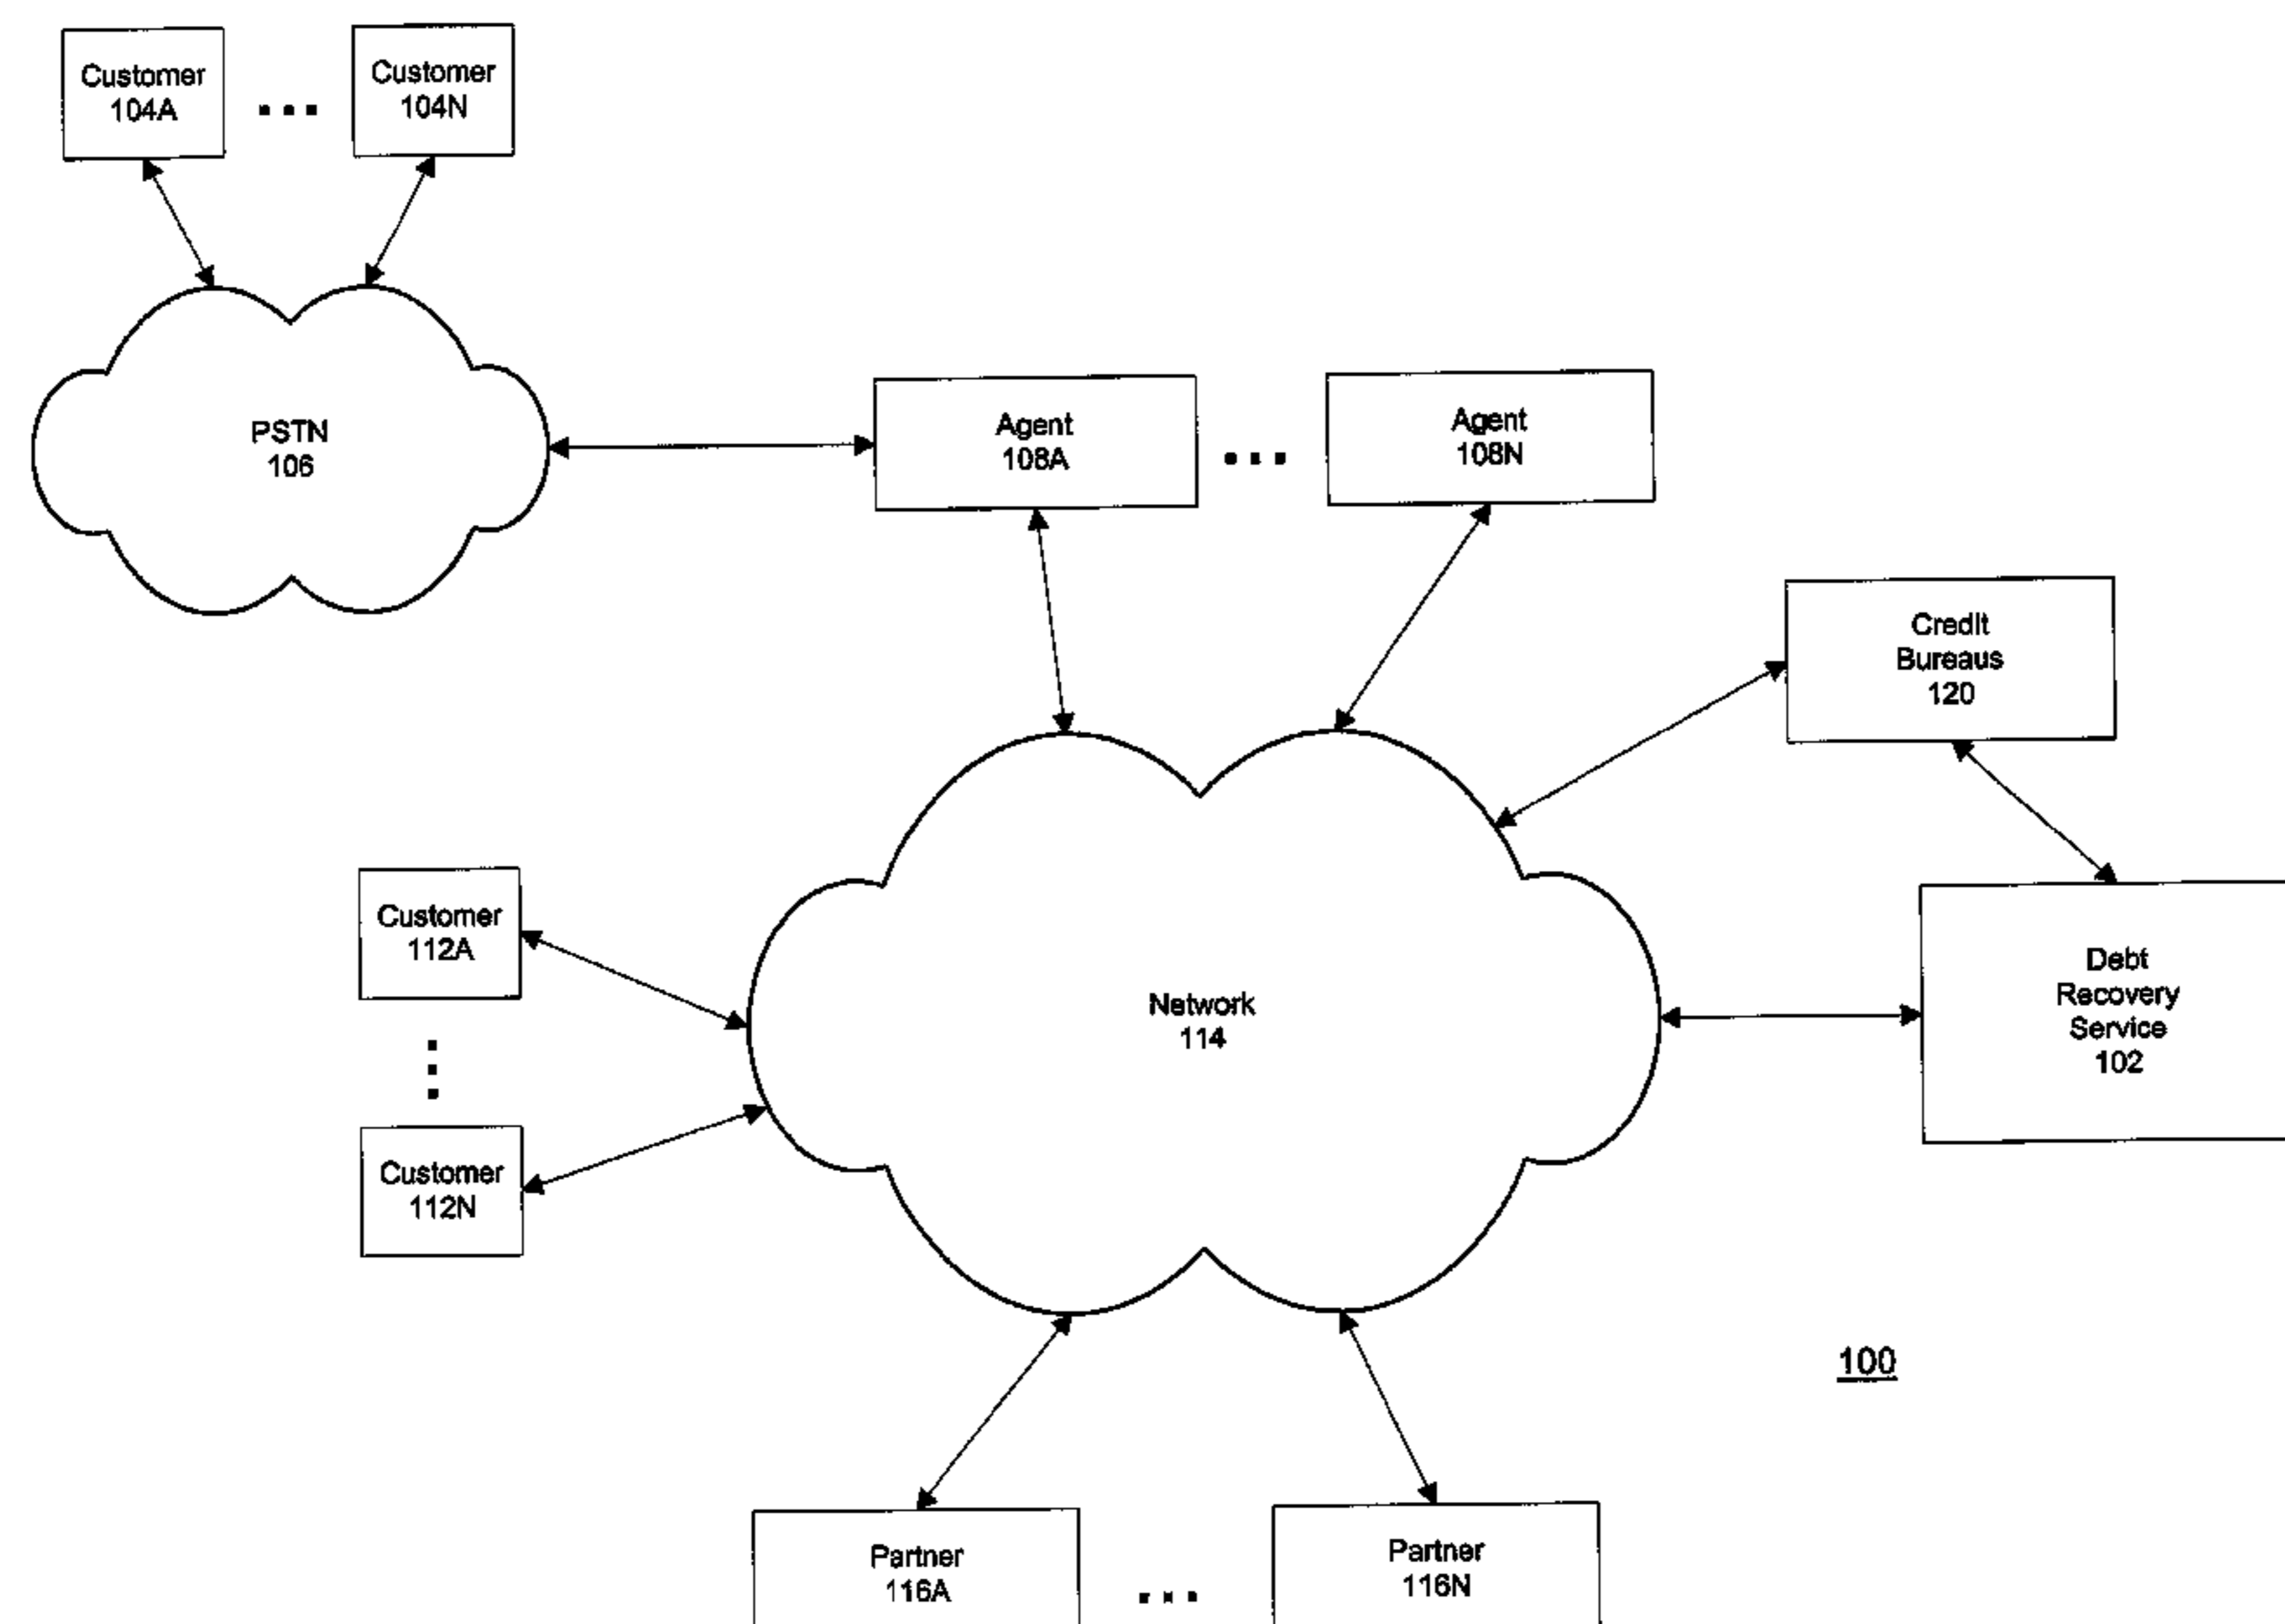 Customer
104A
Customer
104N
PSTN
106
Agent
108A
Agent
108N
Credit
Bureaus
120
Customer
112A
Network
114
Debt
Recovery
Service
102
Customer
112N
100
Partner
116A
Partner
116N